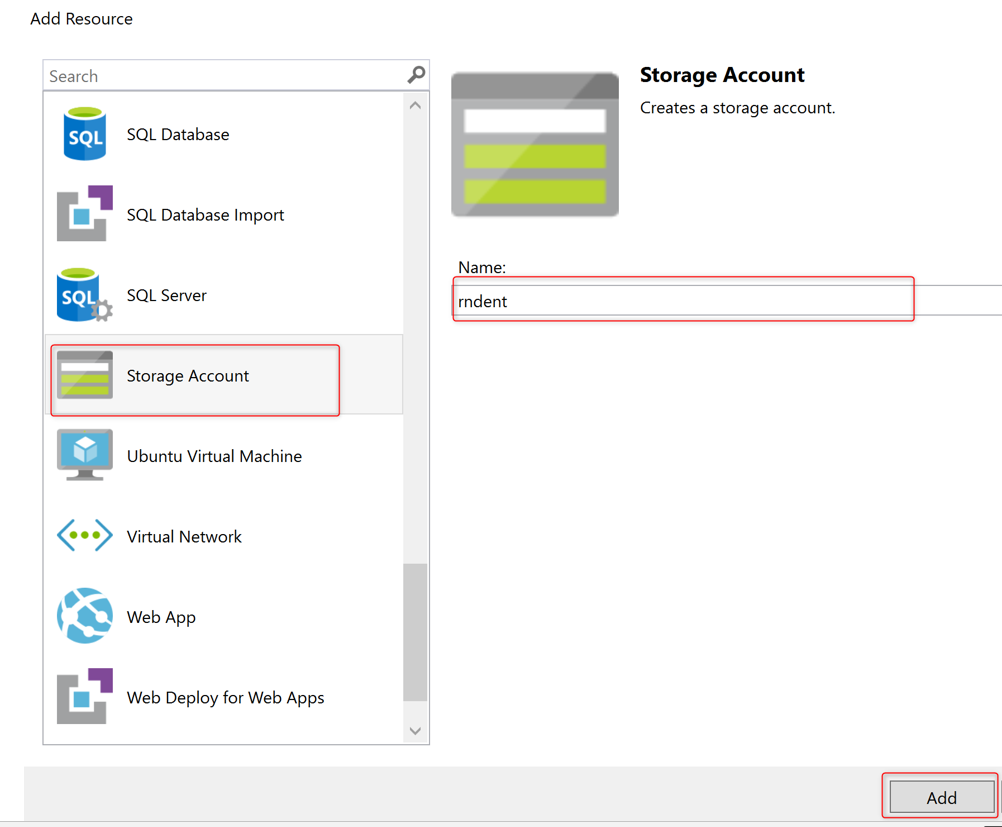 Add Resource
Search
SQL
SQL Database
SQL Database Import
SQL
SQL Server
Storage Account
Ubuntu Virtual Machine
Virtual Network
Web App
Web Deploy for Web Apps
Storage Account
Creates a storage account.
Name:
rndent
Add